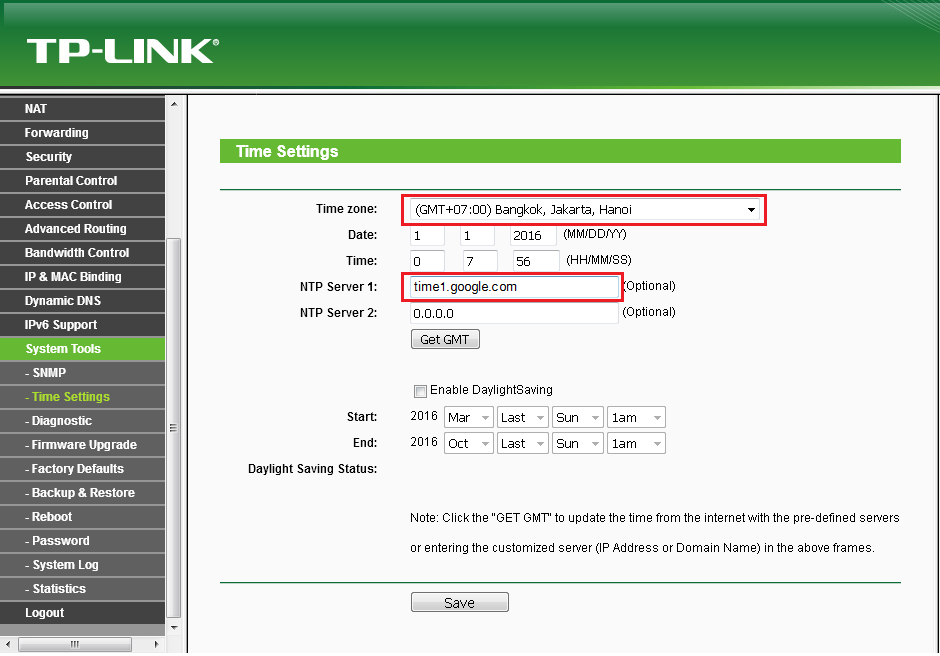 TP-LINK®
NAT
Forwarding
Security
Parental Control
Access Control
Advanced Routing
Bandwidth Control
IP & MAC Binding
Dynamic DNS
IPv6 Support
System Tools
- SNMP
- Time Settings
- Diagnostic
- Firmware Upgrade
- Factory Defaults
- Backup & Restore
- Reboot
- Password
- System Log
- Statistics
Logout
Time Settings
Time zone: (GMT+07:00) Bangkok, Jakarta, Hanoi
Date: 1 1 2016 (MM/DD/YY)
Time: 0 7 56 (HH/MM/SS)
NTP Server 1: time1.google.com (Optional)
NTP Server 2: 0.0.0.0 (Optional)
Get GMT
Enable DaylightSaving
Start: 2016 Mar Last Sun 1am
End: 2016 Oct Last Sun 1am
Daylight Saving Status:
Note: Click the "GET GMT" to update the time from the internet with the pre-defined servers
or entering the customized server (IP Address or Domain Name) in the above frames.
Save